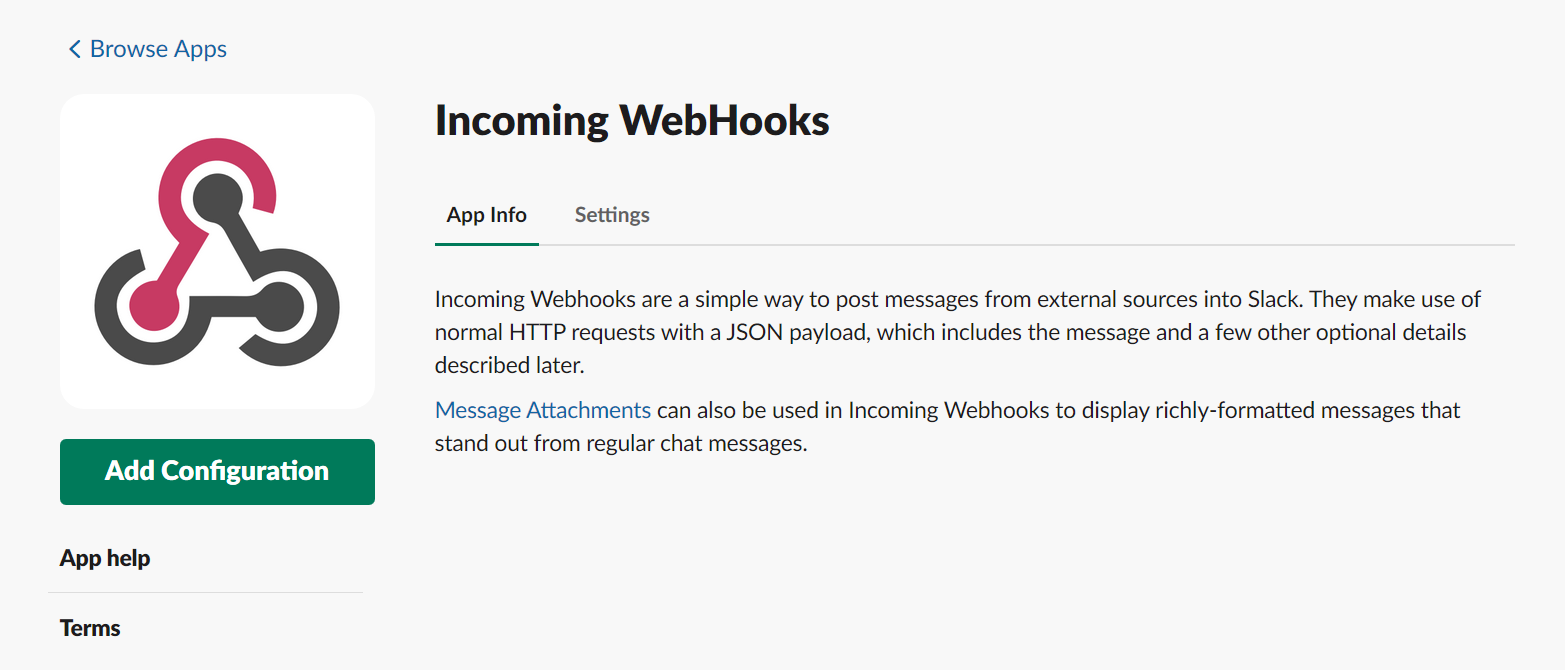 Browse Apps
Incoming WebHooks
App Info
Settings
Incoming Webhooks are a simple way to post messages from external sources into Slack. They make use of
normal HTTP requests with a JSON payload, which includes the message and a few other optional details
described later.
Message Attachments can also be used in Incoming Webhooks to display richly-formatted messages that
stand out from regular chat messages.
Add Configuration
App help
Terms